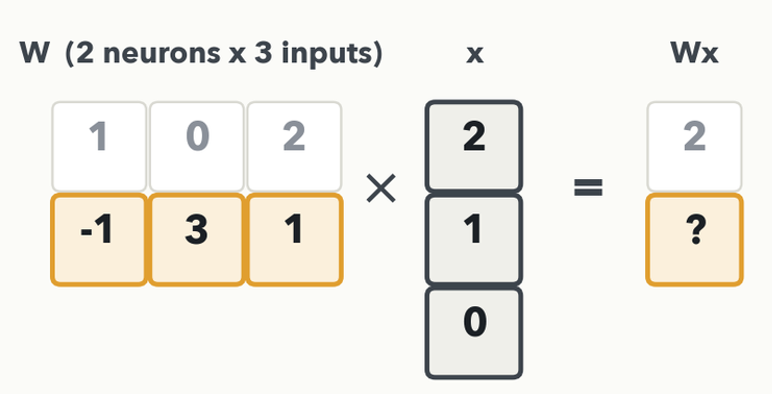 W (2 neurons x 3 inputs) x Wx
1 0 2 2 2
× =
-1 3 1 1 ?
0